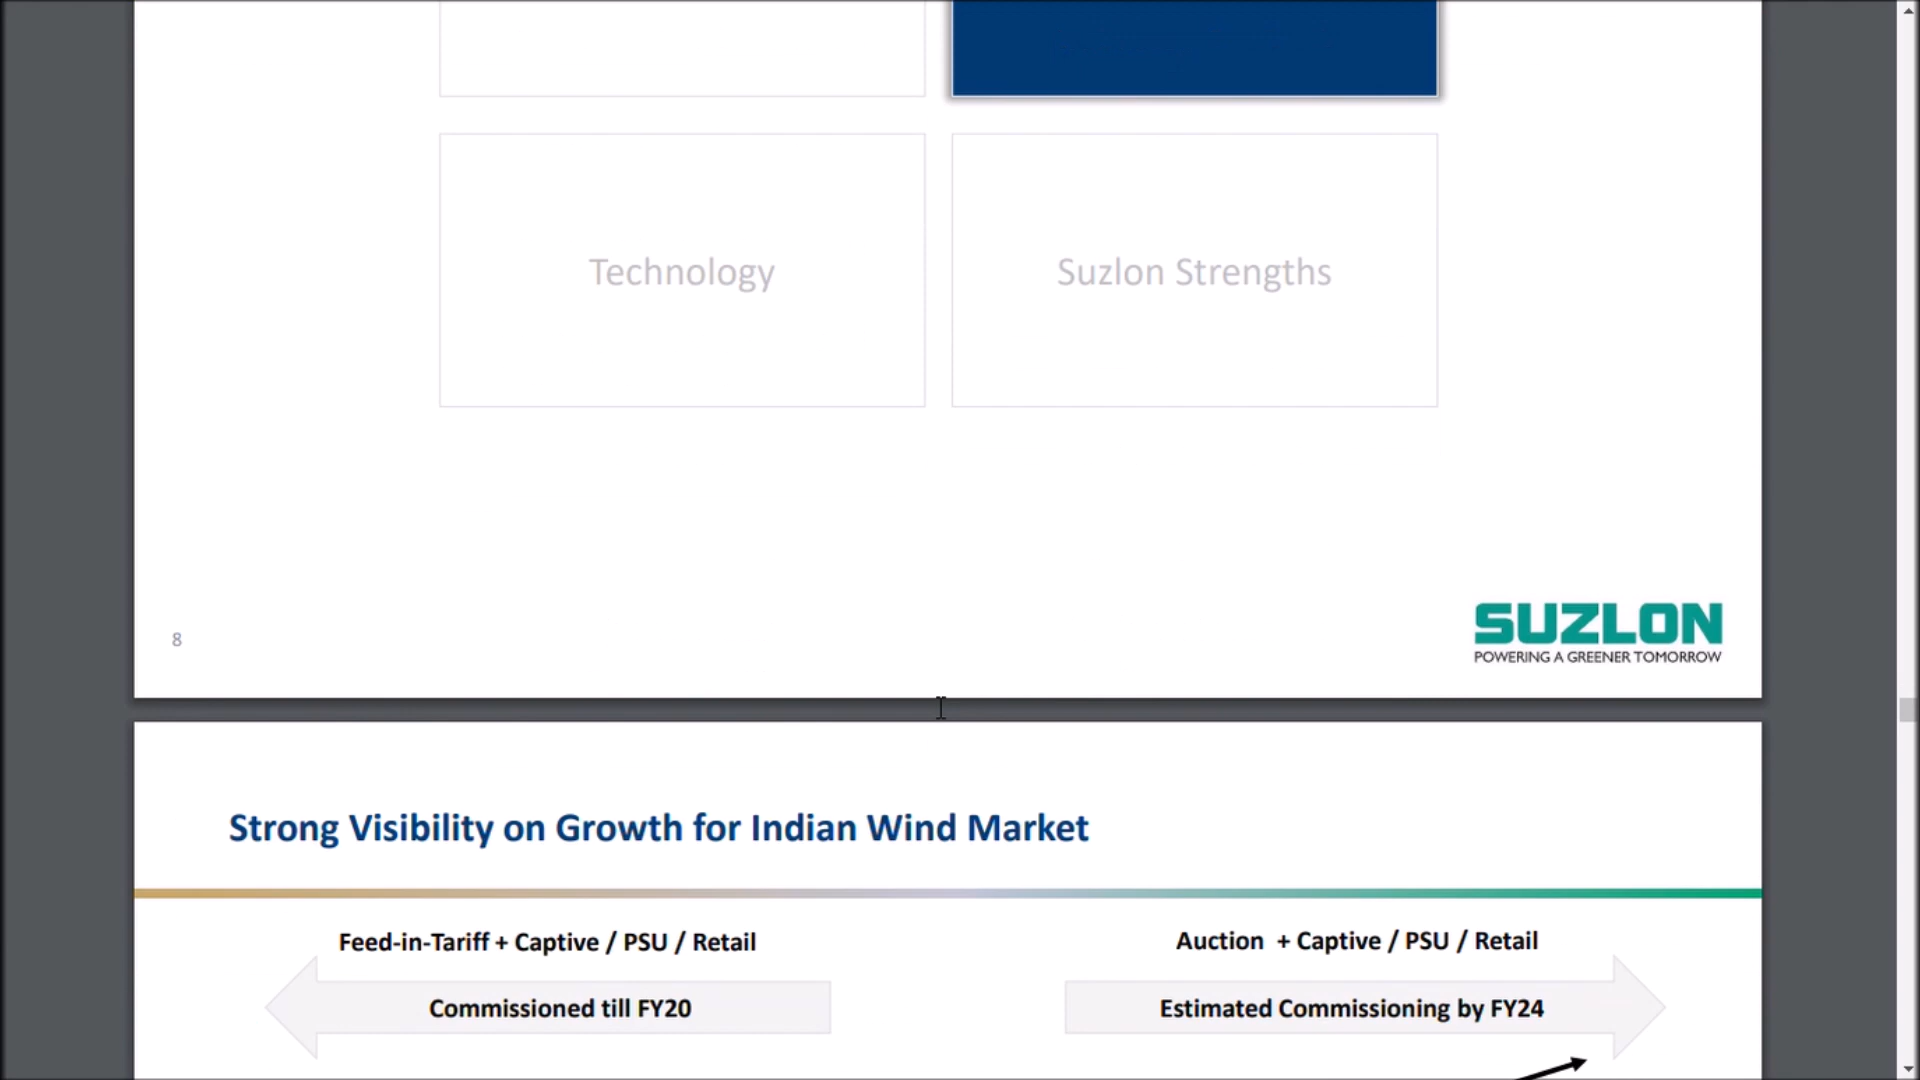 Technology
Suzlon Strengths
8
SUZLON
POWERING A GREENER TOMORROW
Strong Visibility on Growth for Indian Wind Market
Feed-in-Tariff + Captive / PSU / Retail
Auction + Captive / PSU / Retail
Commissioned till FY20
Estimated Commissioning by FY24